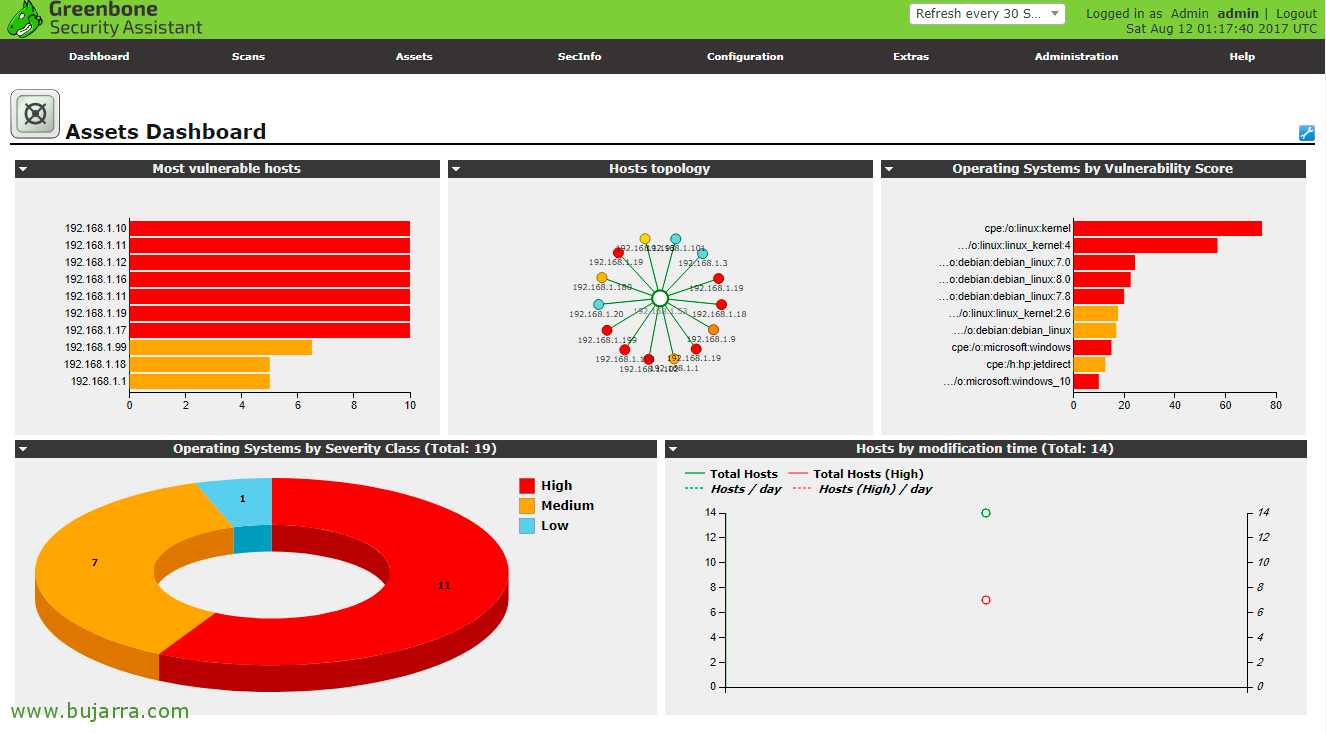 Greenbone
Security Assistant
Refresh every 30 S...
Logged in as Admin admin | Logout
Sat Aug 12 01:17:40 2017 UTC
Dashboard Scans Assets SecInfo Configuration Extras Administration Help
Assets Dashboard
Most vulnerable hosts
192.168.1.10
192.168.1.11
192.168.1.12
192.168.1.16
192.168.1.11
192.168.1.19
192.168.1.17
192.168.1.99
192.168.1.18
192.168.1.1
0 2 4 6 8 10
Hosts topology
192.168.1.101
192.168.1.19
192.168.1.3
192.168.1.180
192.168.1.19
192.168.1.20
192.168.1.53
192.168.1.18
192.168.1.199
192.168.1.9
192.168.1.19
192.168.1.1
Operating Systems by Vulnerability Score
cpe:/o:linux:kernel
.../o:linux:linux_kernel:4
...o:debian:debian_linux:7.0
...o:debian:debian_linux:8.0
...o:debian:debian_linux:7.8
.../o:linux:linux_kernel:2.6
.../o:debian:debian_linux
cpe:/o:microsoft:windows
cpe:/h:hp:jetdirect
.../o:microsoft:windows_10
0 20 40 60 80
Operating Systems by Severity Class (Total: 19)
1
7
11
High
Medium
Low
Hosts by modification time (Total: 14)
Total Hosts Total Hosts (High)
Hosts / day Hosts (High) / day
14 14
12 12
10 10
8 8
6 6
4 4
2 2
0 0
www.bujarra.com